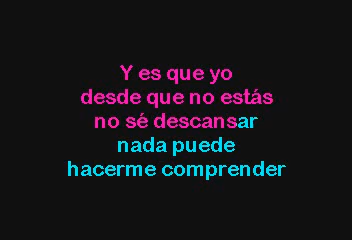 Y es que yo
desde que no estás
no sé descansar
nada puede
hacerme comprender